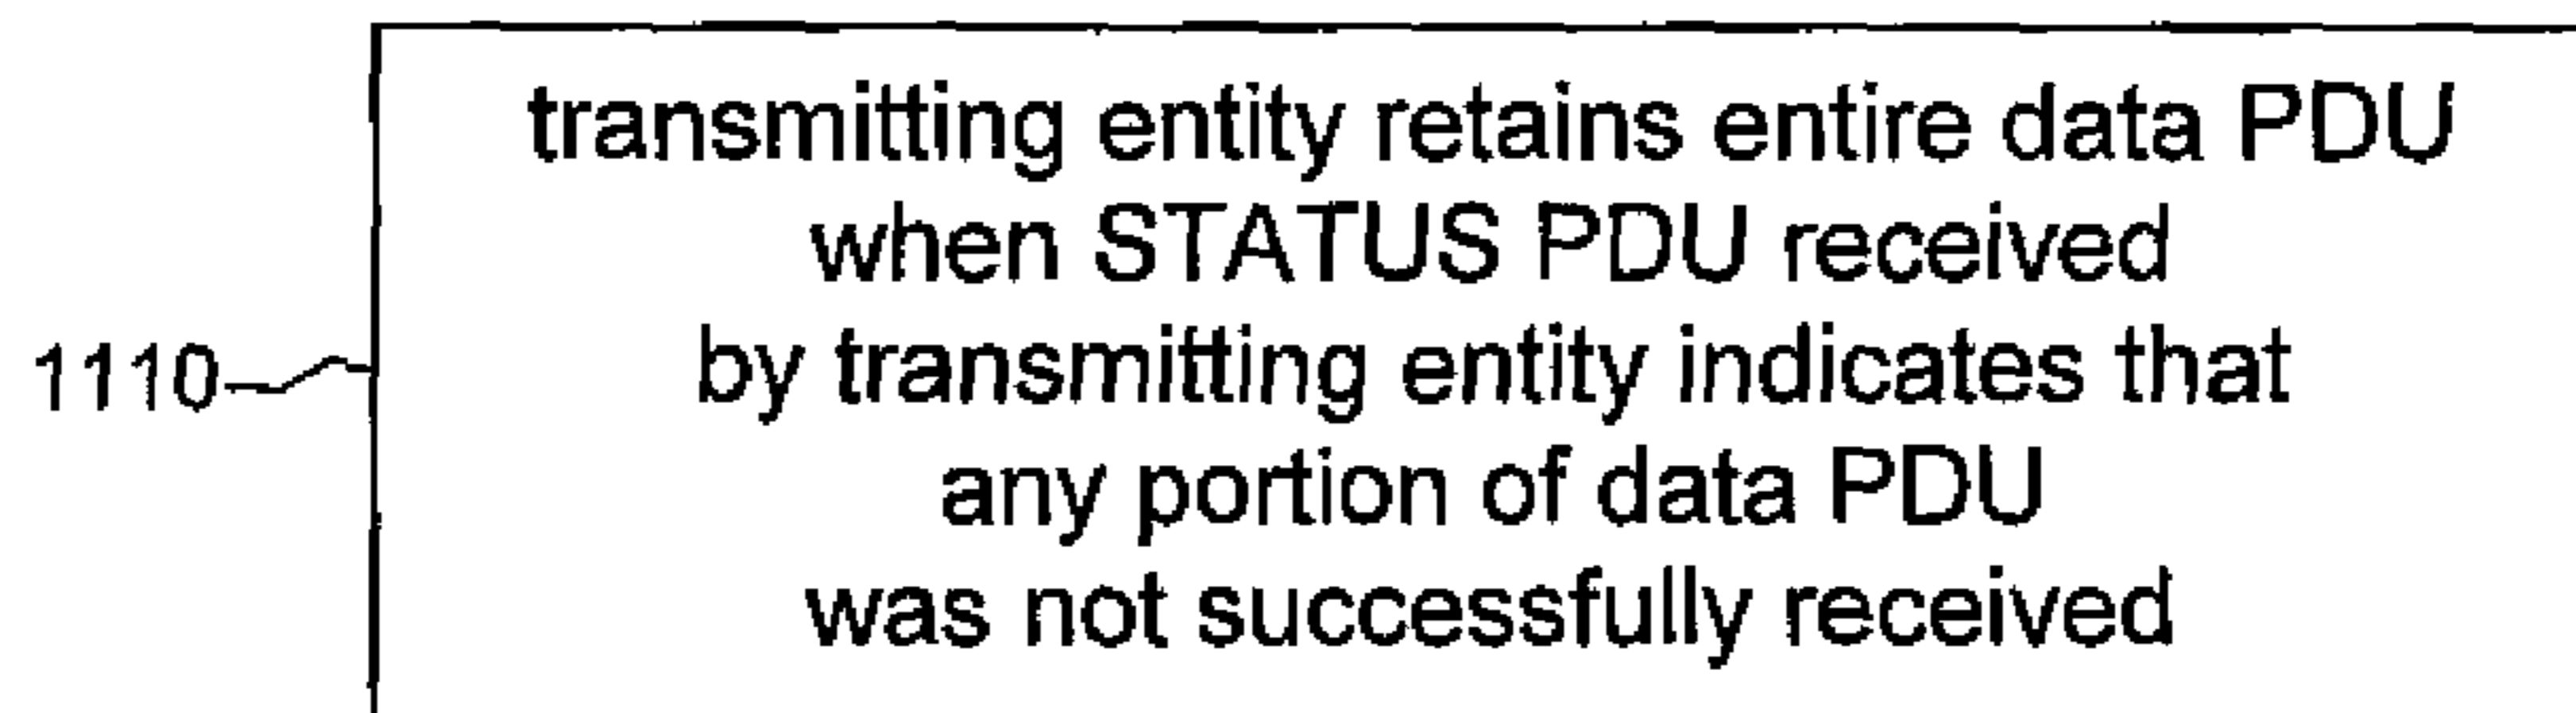 transmitting entity retains entire data PDU
when STATUS PDU received
1110 by transmitting entity indicates that
any portion of data PDU
was not successfully received